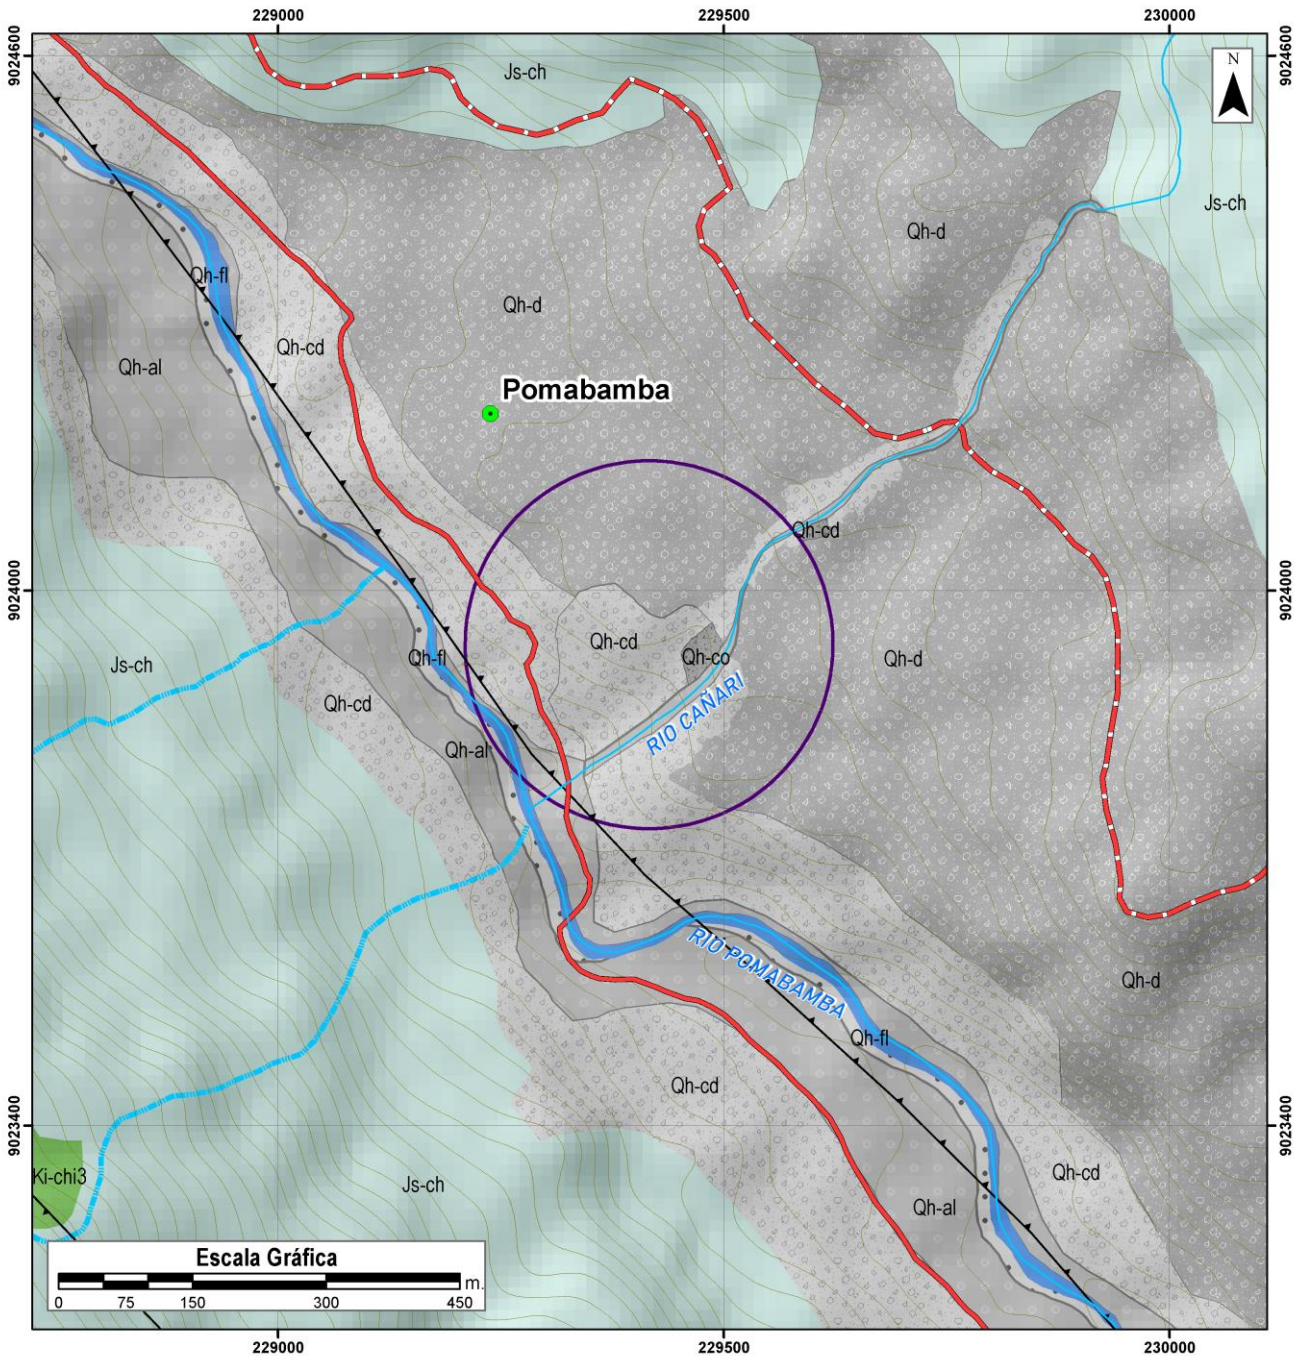 229000
229500
230000
9024600
9024600
N
Js-ch
Js-ch
Qh-d
Qh-fl
Qh-d
Qh-cd
Qh-al
Pomabamba
Qh-cd
9024000
9024000
Qh-cd
Qh-co
Qh-fl
Qh-d
Js-ch
RIO CAÑARI
Qh-cd
Qh-al
RIO POMABAMBA
Qh-d
Qh-fl
Qh-cd
9023400
9023400
Ki-chi3
Js-ch
Qh-cd
Qh-al
Escala Gráfica
m.
0 75 150 300 450
229000
229500
230000